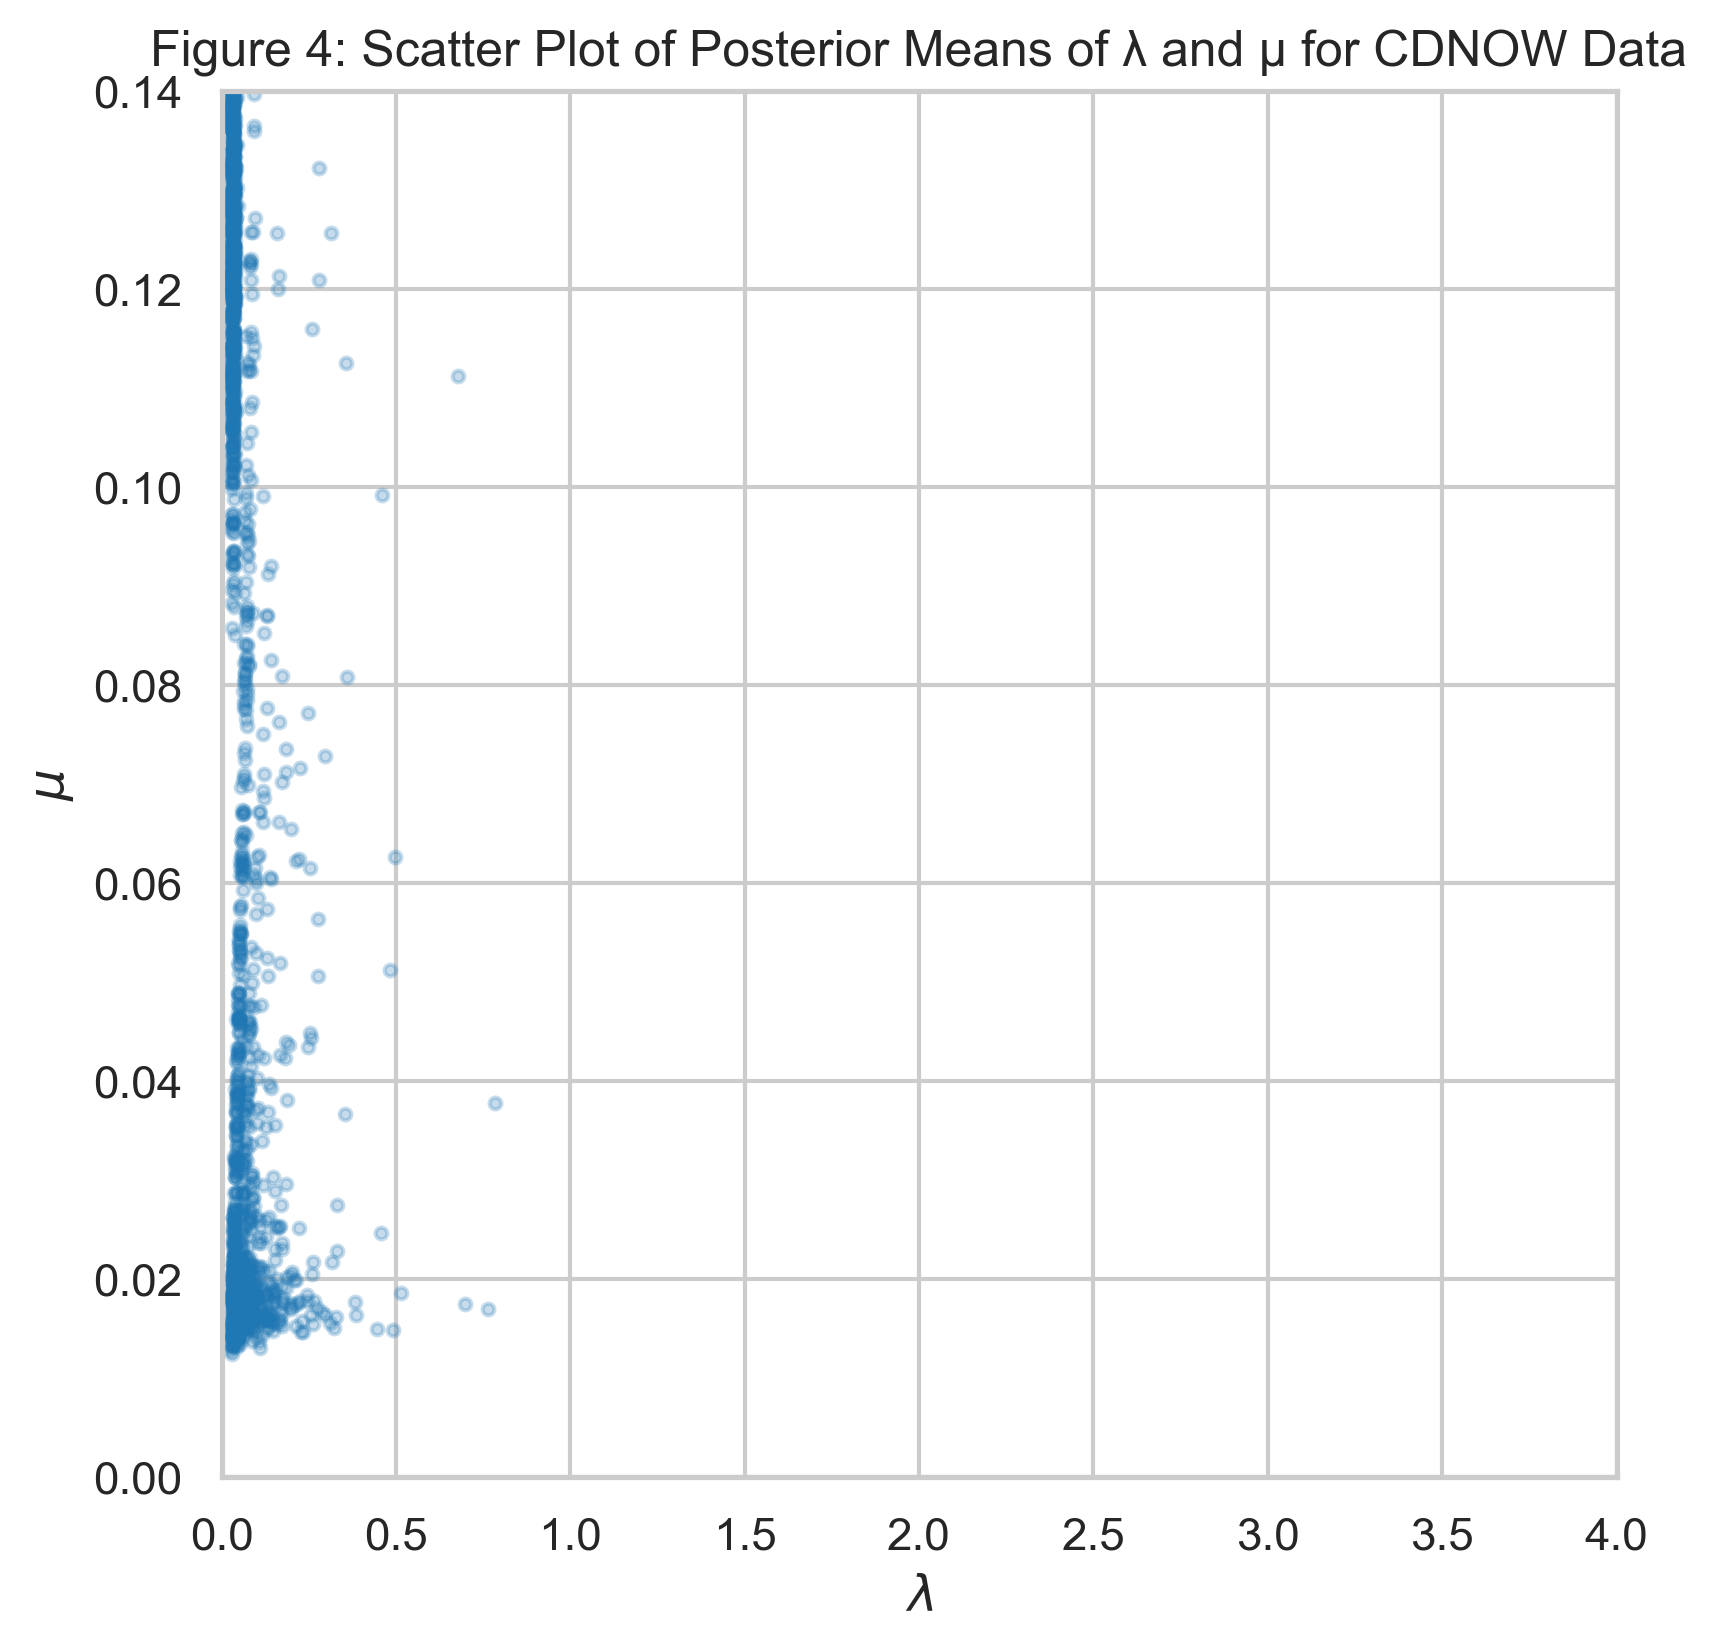 Figure 4: Scatter Plot of Posterior Means of λ and μ for CDNOW Data
0.14
0.12
0.10
0.08
0.06
0.04
0.02
0.00
μ
0.0 0.5 1.0 1.5 2.0 2.5 3.0 3.5 4.0
λ